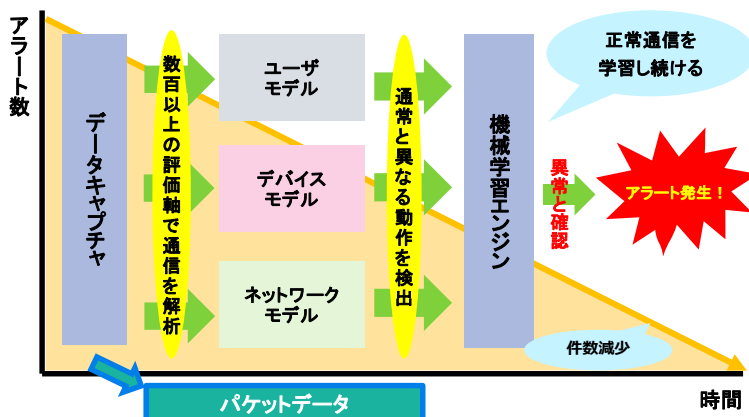 アラート数
データキャプチャ
数百以上の評価軸で通信を解析
ユーザ
モデル
デバイス
モデル
ネットワーク
モデル
通常と異なる動作を検出
機械学習エンジン
正常通信を
学習し続ける
異常と確認
アラート発生！
件数減少
パケットデータ
時間